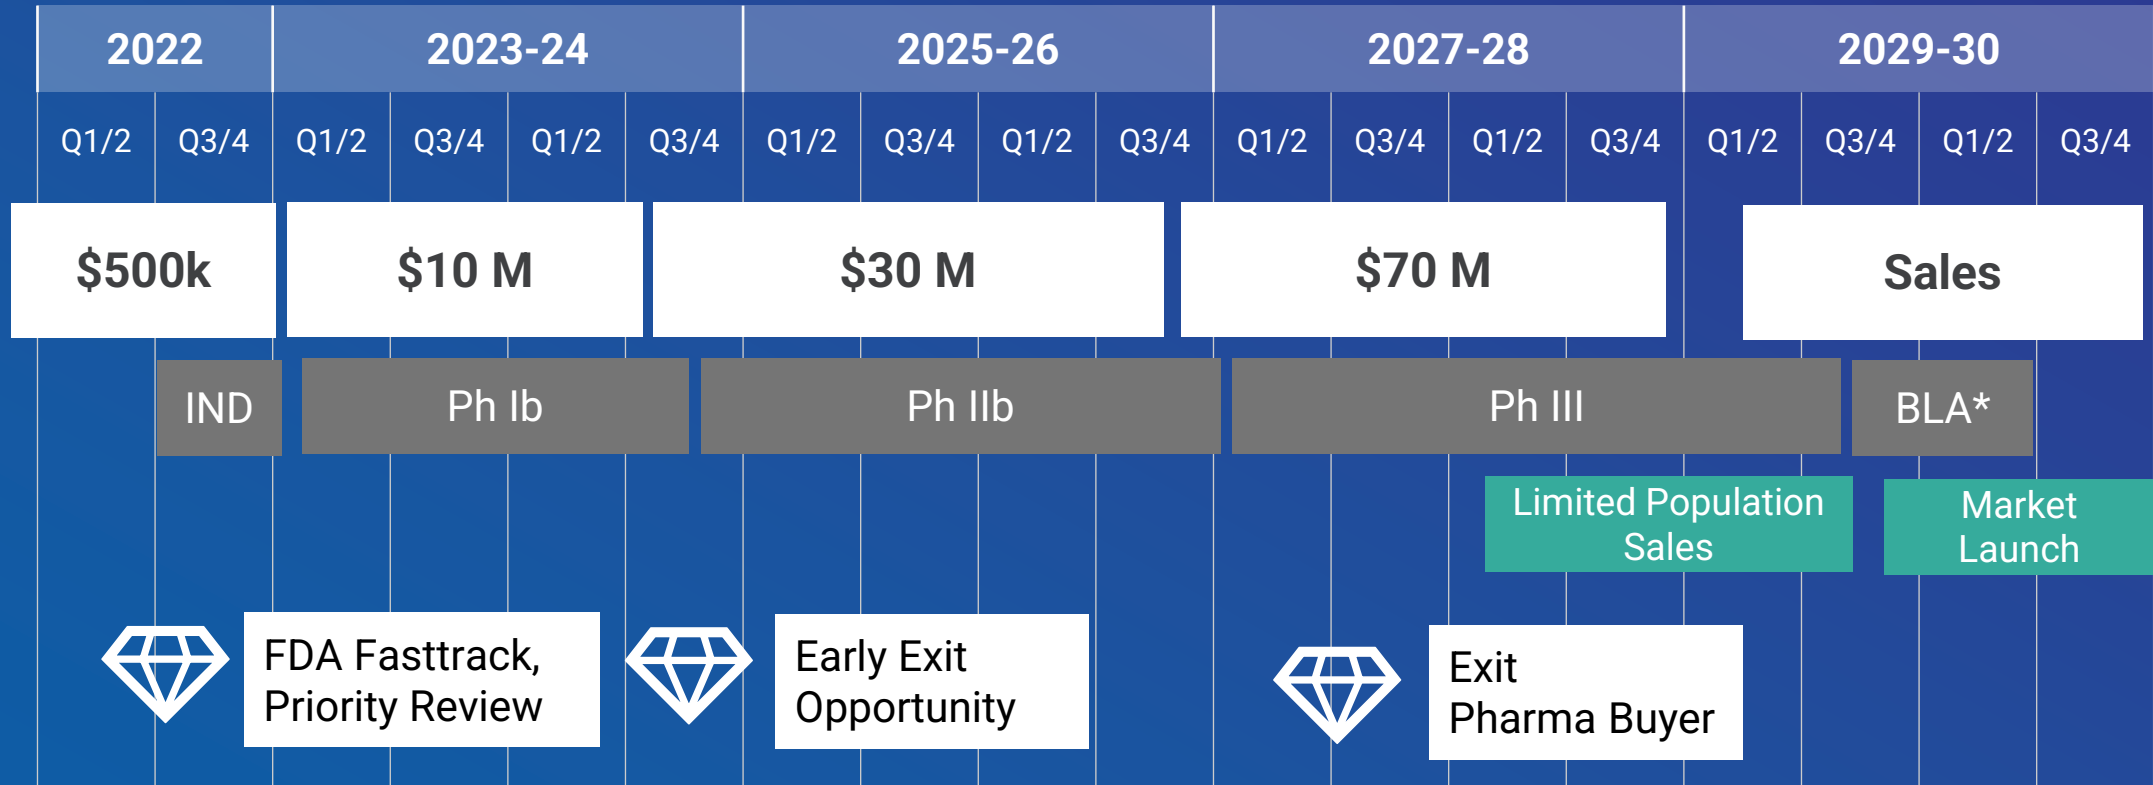 2022 2023-24 2025-26 2027-28 2029-30
Q1/2 Q3/4 Q1/2 Q3/4 Q1/2 Q3/4 Q1/2 Q3/4 Q1/2 Q3/4 Q1/2 Q3/4 Q1/2 Q3/4 Q1/2 Q3/4 Q1/2 Q3/4
$500k $10 M $30 M $70 M Sales
IND Ph Ib Ph IIb Ph III BLA*
Limited Population
Sales
Market
Launch
FDA Fasttrack,
Priority Review
Early Exit
Opportunity
Exit
Pharma Buyer